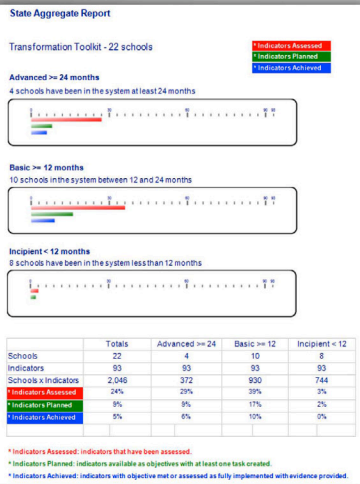 State Aggregate Report
Transformation Toolkit - 22 schools
* Indicators Assessed
* Indicators Planned
* Indicators Achieved
Advanced >= 24 months
4 schools have been in the system at least 24 months
Basic >= 12 months
10 schools in the system between 12 and 24 months
Incipient < 12 months
8 schools have been in the system less than 12 months
Totals Advanced >= 24 Basic >= 12 Incipient < 12
Schools 22 4 10 8
Indicators 93 93 93 93
Schools x Indicators 2,046 372 930 744
* Indicators Assessed 24% 29% 39% 3%
* Indicators Planned 9% 9% 17% 2%
* Indicators Achieved 5% 6% 10% 0%
* Indicators Assessed: indicators that have been assessed.
* Indicators Planned: indicators available as objectives with at least one task created.
* Indicators Achieved: indicators with objective met or assessed as fully implemented with evidence provided.